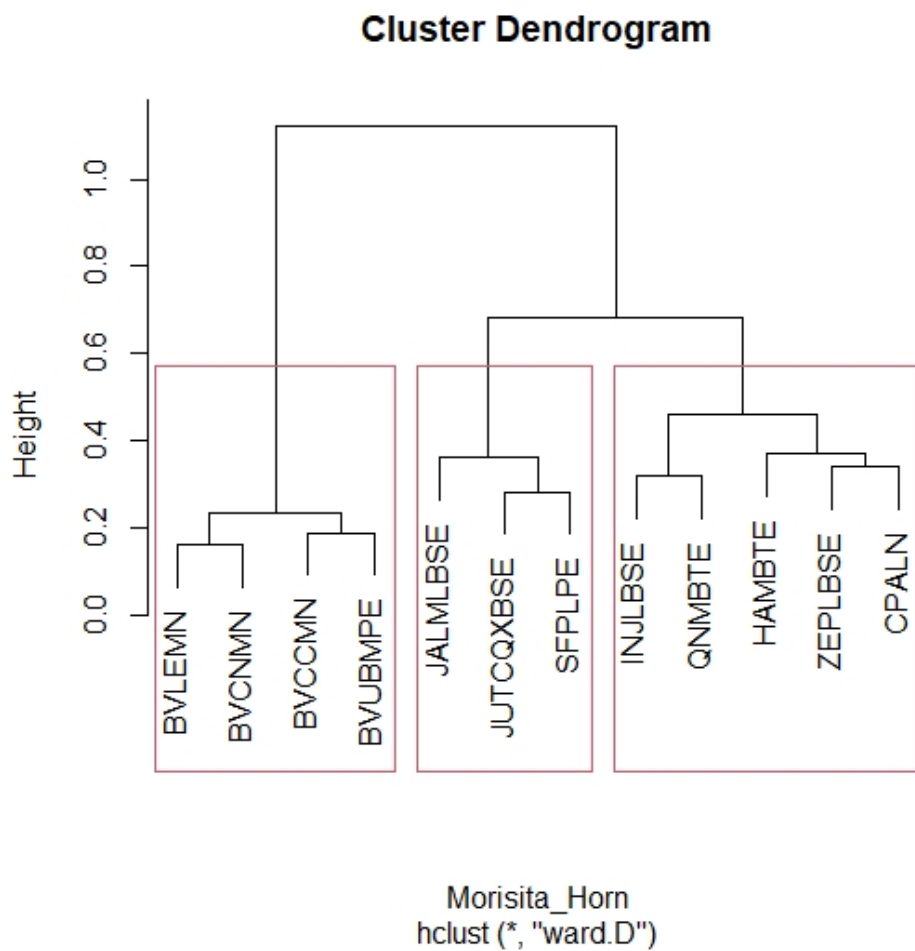 Cluster Dendrogram
Height
0.0
0.2
0.4
0.6
0.8
1.0
BVLEMN
BVCNMN
BVCCMN
BVUBMPE
JALMLBSE
JUTCQXBSE
SFPLPE
INJLBSE
QNMBTE
HAMBTE
ZEPLBSE
CPALN
Morisita_Horn
hclust (*, "ward.D")